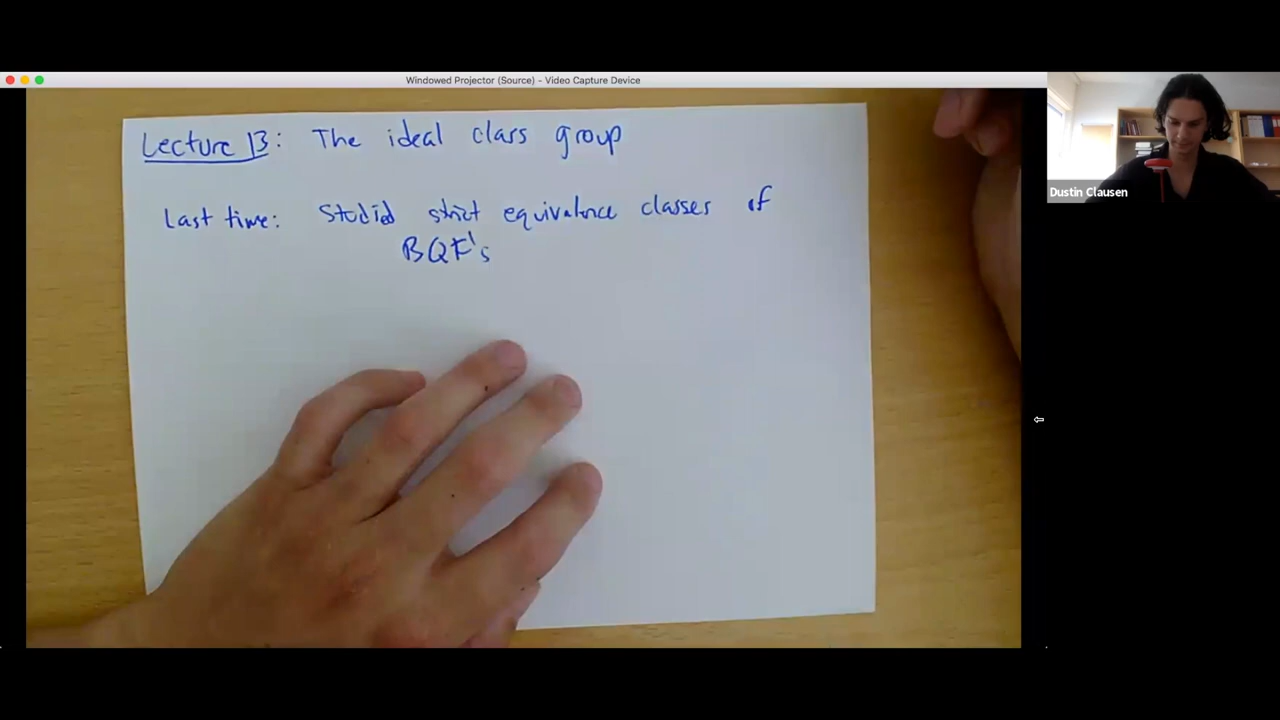 Windowed Projector (Source) - Video Capture Device
Lecture 13: The ideal class group
Dustin Clausen
Last time: Studied strict equivalence classes of
BQF's